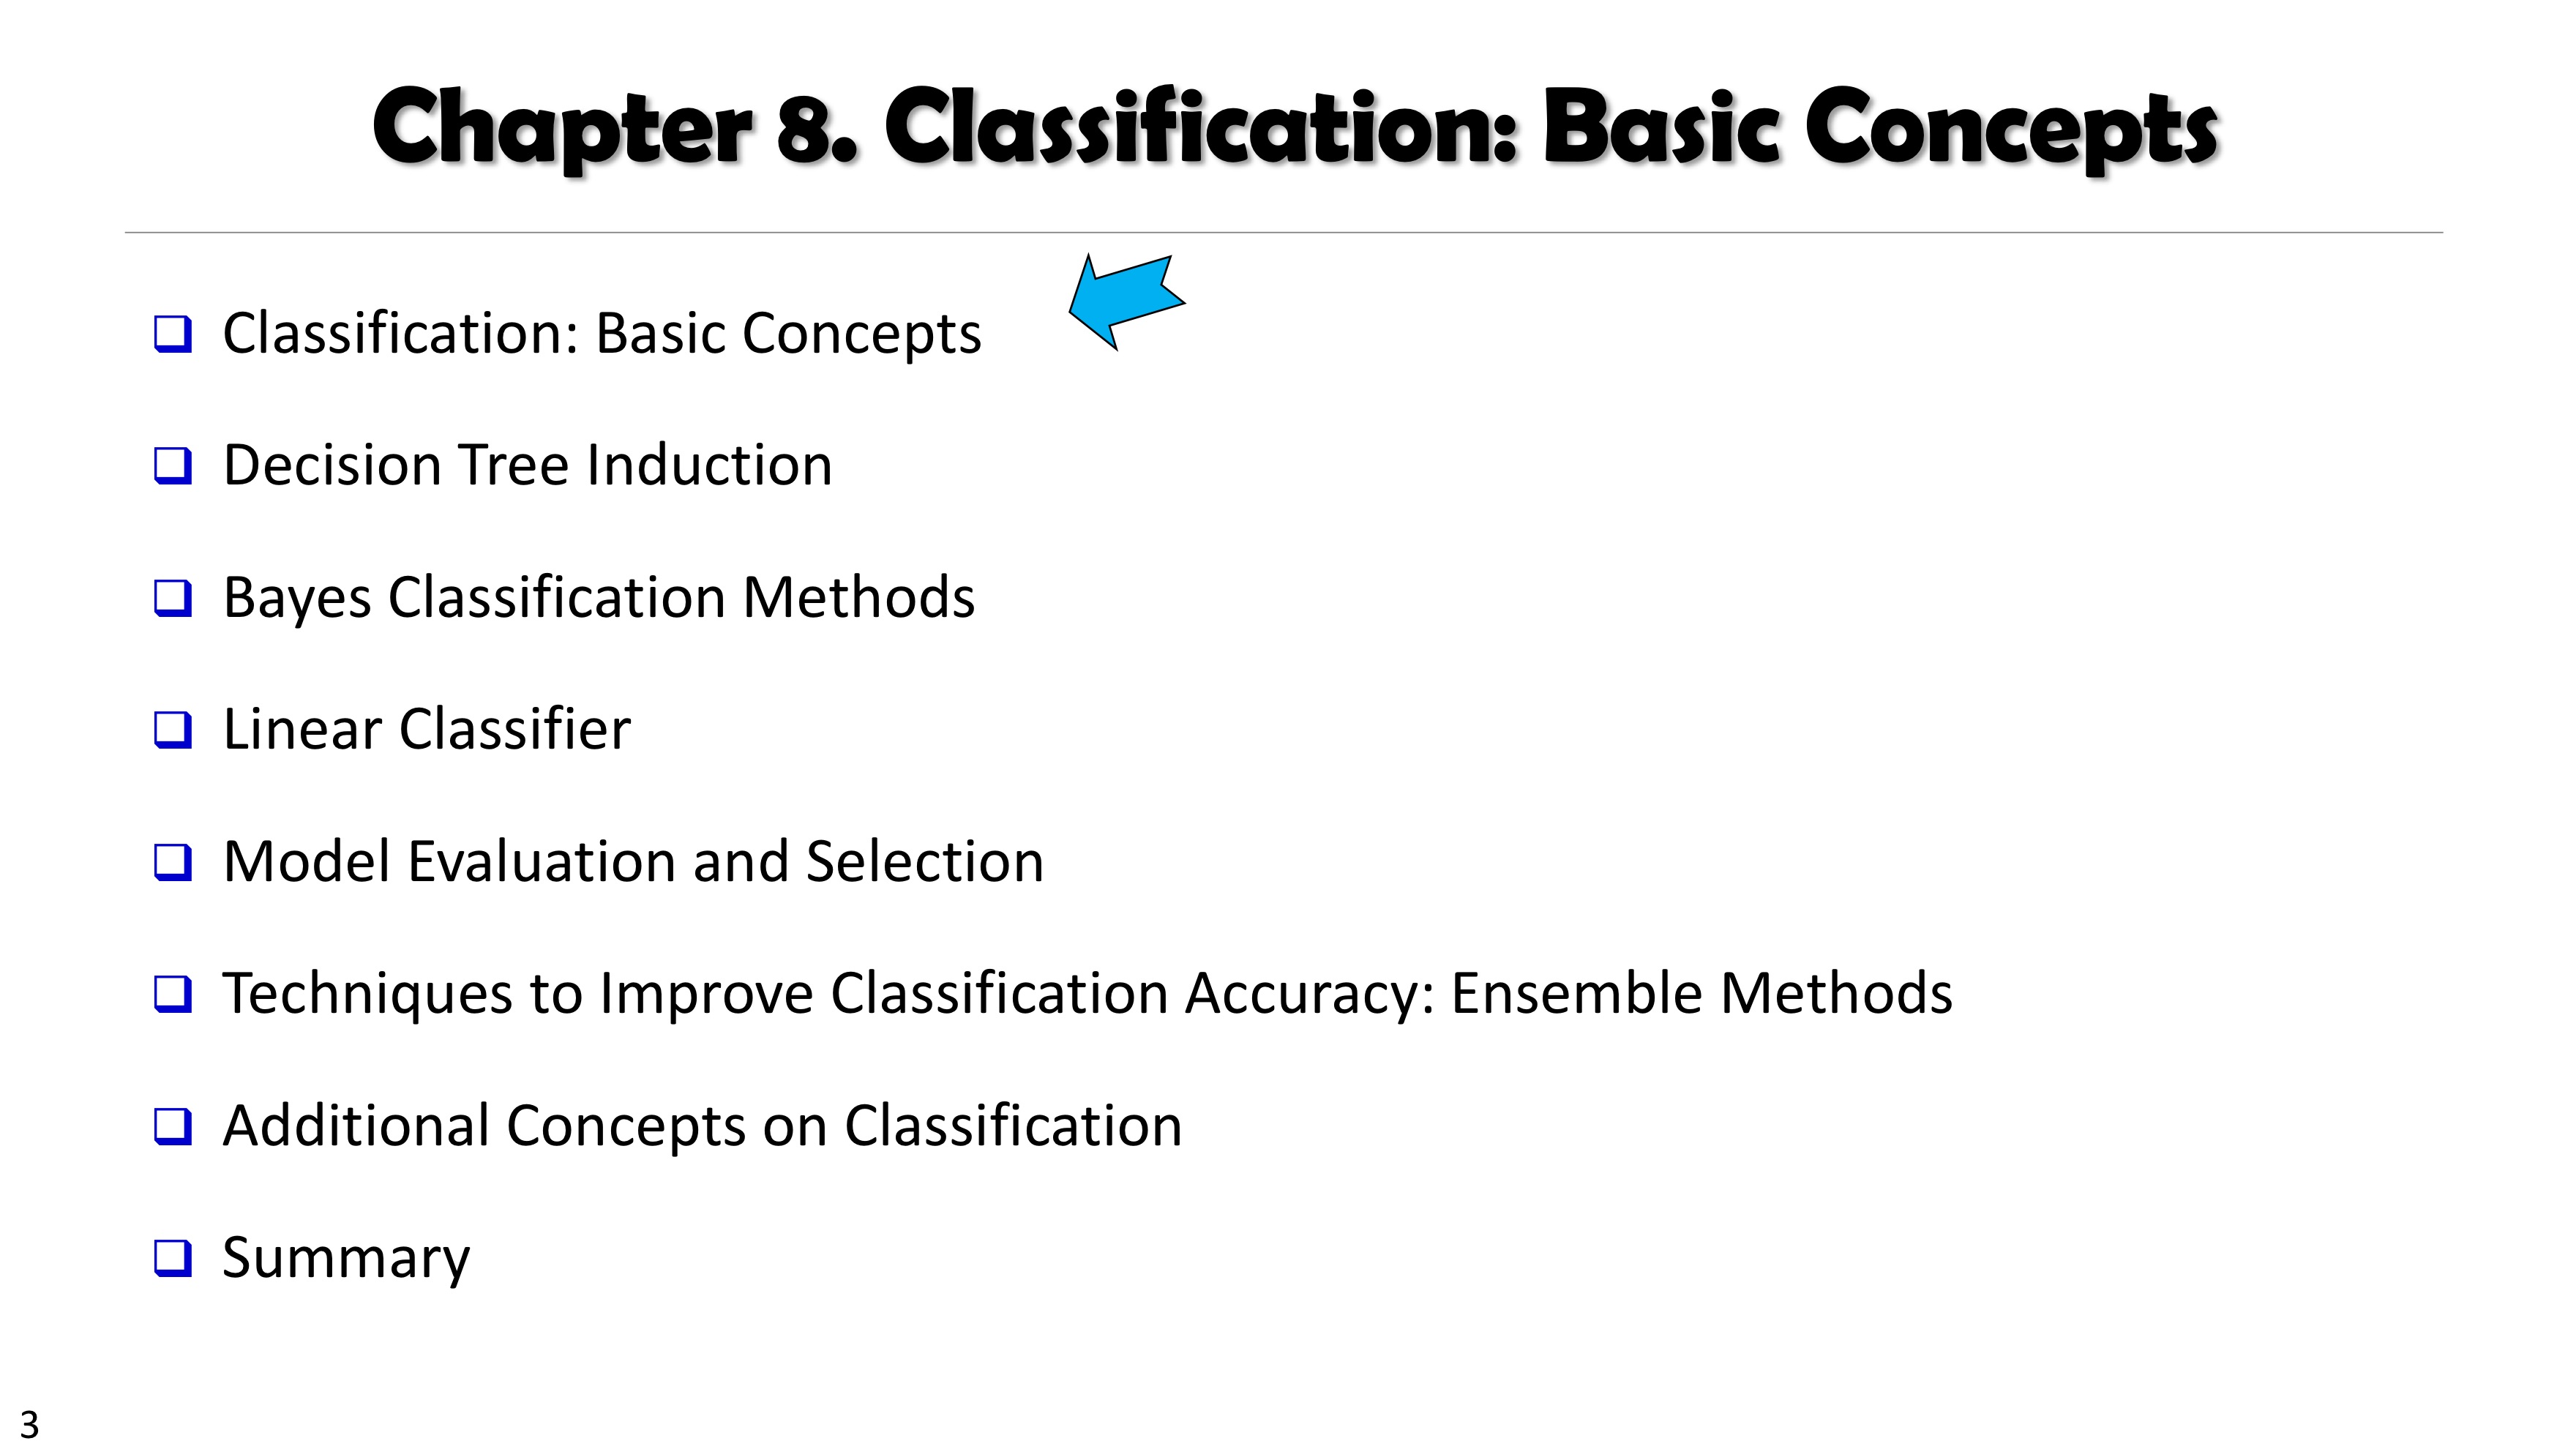 Chapter 8. Classification: Basic Concepts
Classification: Basic Concepts
Decision Tree Induction
Bayes Classification Methods
Linear Classifier
Model Evaluation and Selection
Techniques to Improve Classification Accuracy: Ensemble Methods
Additional Concepts on Classification
Summary
3